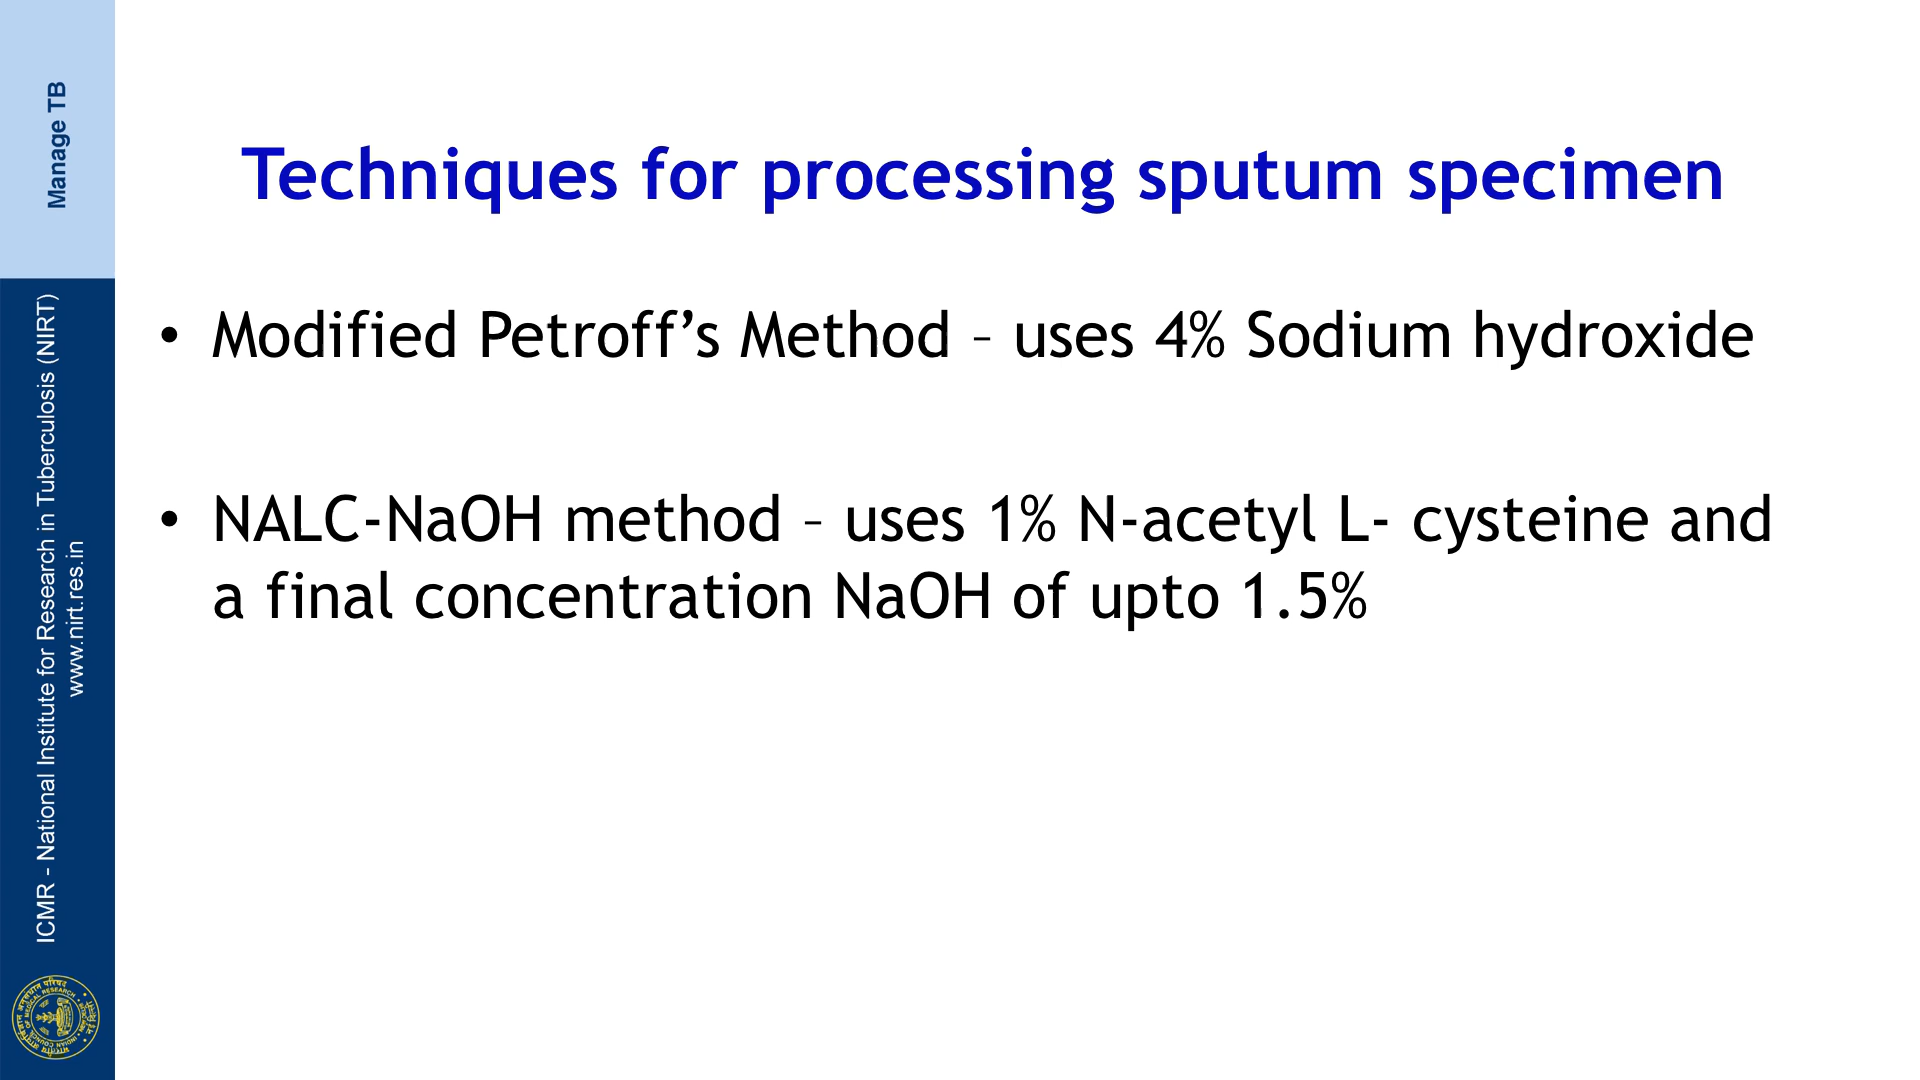 Manage TB
ICMR - National Institute for Research in Tuberculosis (NIRT)
www.nirt.res.in
Techniques for processing sputum specimen
• Modified Petroff’s Method – uses 4% Sodium hydroxide
• NALC-NaOH method – uses 1% N-acetyl L- cysteine and
a final concentration NaOH of upto 1.5%